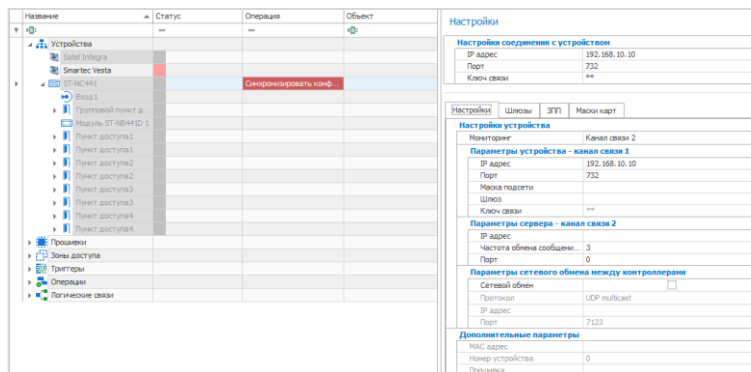 Название Статус Операция Объект
= =
Устройства
Satel Integra
Smartec Vesta
ST-NC441 Синхронизировать конф...
Вход1
Групповой пункт д...
Модуль ST-NB441D 1
Пункт доступа1
Пункт доступа1
Пункт доступа2
Пункт доступа2
Пункт доступа3
Пункт доступа3
Пункт доступа4
Пункт доступа4
Прошивки
Зоны доступа
Триггеры
Операции
Логические связи
Настройки
Настройки соединения с устройством
IP адрес 192.168.10.10
Порт 732
Ключ связи **
Настройки Шлюзы ЗПП Маски карт
Настройки устройства
Мониторинг Канал связи 2
Параметры устройства - канал связи 1
IP адрес 192.168.10.10
Порт 732
Маска подсети
Шлюз
Ключ связи **
Параметры сервера - канал связи 2
IP адрес
Частота обмена сообщени... 3
Порт 0
Параметры сетевого обмена между контроллерами
Сетевой обмен
Протокол UDP multicast
IP адрес
Порт 7123
Дополнительные параметры
MAC адрес
Номер устройства 0
Прошивка